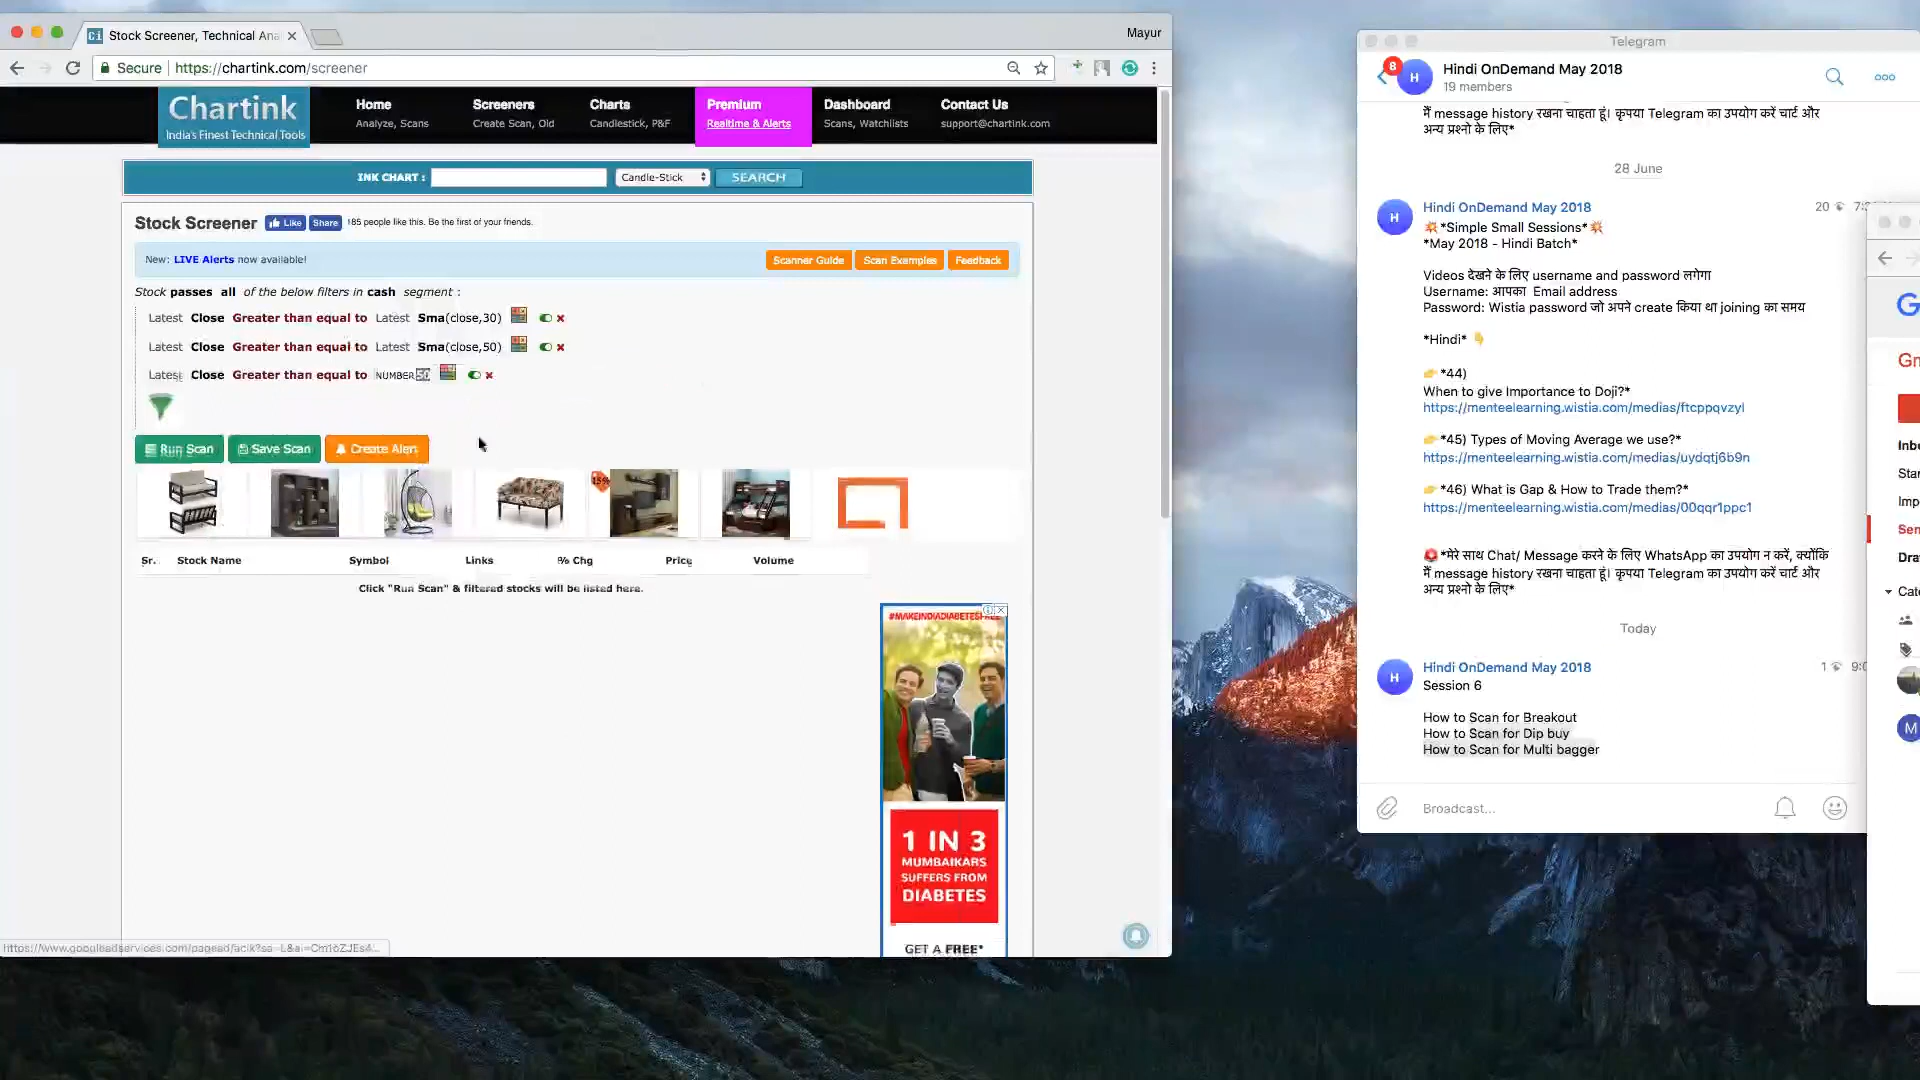 Stock Screener, Technical Ana
Mayur
Secure https://chartink.com/screener
Chartink
India's Finest Technical Tools
Home
Analyze, Scans
Screeners
Create Scan, Old
Charts
Candlestick, P&F
Premium
Realtime & Alerts
Dashboard
Scans, Watchlists
Contact Us
support@chartink.com
INK CHART :
Candle-Stick
SEARCH
Stock Screener Like Share 185 people like this. Be the first of your friends.
New: LIVE Alerts now available!
Scanner Guide Scan Examples Feedback
Stock passes all of the below filters in cash segment :
Latest Close Greater than equal to Latest Sma(close,30)
Latest Close Greater than equal to Latest Sma(close,50)
Latest Close Greater than equal to NUMBER 50
Run Scan Save Scan Create Alert
15%
Sr. Stock Name Symbol Links % Chg Price Volume
Click "Run Scan" & filtered stocks will be listed here.
#MAKEINDIADIABETESFREE
1 IN 3
MUMBAIKARS
SUFFERS FROM
DIABETES
GET A FREE*
Telegram
8
H
Hindi OnDemand May 2018
19 members
मैं message history रखना चाहता हूं। कृपया Telegram का उपयोग करें चार्ट और
अन्य प्रश्नो के लिए*
28 June
H
Hindi OnDemand May 2018
20
*Simple Small Sessions*
*May 2018 - Hindi Batch*
Videos देखने के लिए username and password लगेगा
Username: आपका Email address
Password: Wistia password जो अपने create किया था joining का समय
*Hindi*
*44)
When to give Importance to Doji?*
https://menteelearning.wistia.com/medias/ftcppqvzyl
*45) Types of Moving Average we use?*
https://menteelearning.wistia.com/medias/uydqtj6b9n
*46) What is Gap & How to Trade them?*
https://menteelearning.wistia.com/medias/00qqr1ppc1
*मेरे साथ Chat/ Message करने के लिए WhatsApp का उपयोग न करें, क्योंकि
मैं message history रखना चाहता हूं। कृपया Telegram का उपयोग करें चार्ट और
अन्य प्रश्नो के लिए*
Today
H
Hindi OnDemand May 2018
1
Session 6
How to Scan for Breakout
How to Scan for Dip buy
How to Scan for Multi bagger
Broadcast...
G
Gm
Inbo
Star
Imp
Sen
Dra
Cate
M